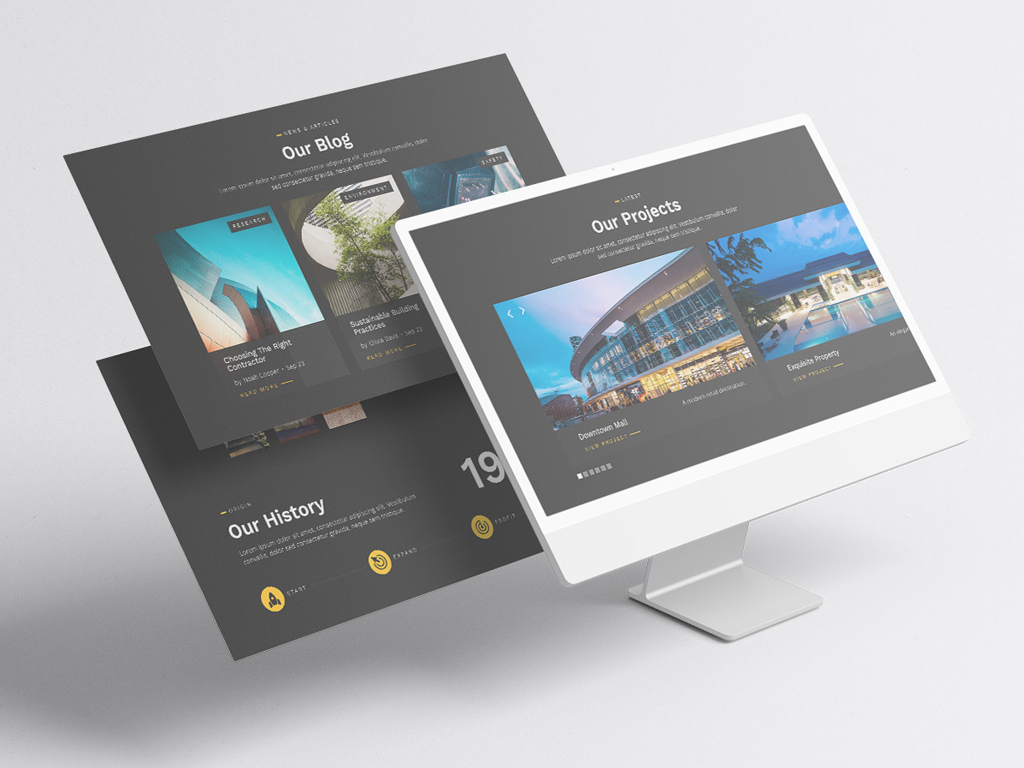 NEWS & ARTICLES
Our Blog
Lorem ipsum dolor sit amet, consectetur adipiscing elit. Vestibulum convallis, dolor
sed consectetur gravida, neque sem tristique.
RESEARCH
Choosing The Right
Contractor
by Noah Cooper • Sep 23
READ MORE
ENVIRONMENT
Sustainable Building
Practices
by Olivia Davis • Sep 23
READ MORE
SAFETY
LATEST
Our Projects
Lorem ipsum dolor sit amet, consectetur adipiscing elit. Vestibulum convallis, dolor
sed consectetur gravida, neque sem tristique.
A modern retail destination.
Downtown Mall
VIEW PROJECT
Exquisite Property
VIEW PROJECT
ORIGIN
Our History
Lorem ipsum dolor sit amet, consectetur adipiscing elit. Vestibulum
convallis, dolor sed consectetur gravida, neque sem tristique.
START
EXPAND
PROFIT
19